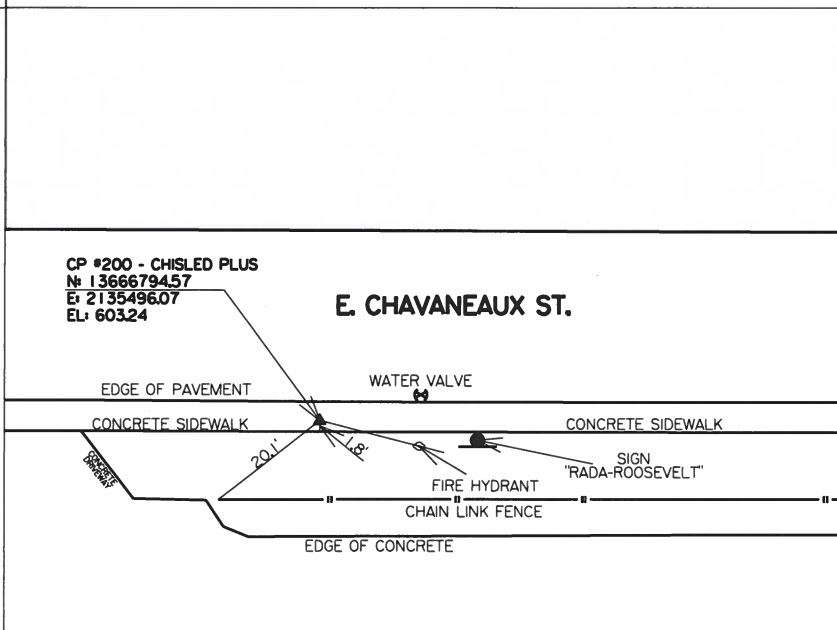 CP #200 - CHISLED PLUS
N: 13666794.57
E: 2135496.07
EL: 603.24
E. CHAVANEAUX ST.
WATER VALVE
EDGE OF PAVEMENT
CONCRETE SIDEWALK
CONCRETE SIDEWALK
20.1'
1.8'
CONCRETE
DRIVEWAY
SIGN
"RADA-ROOSEVELT"
FIRE HYDRANT
CHAIN LINK FENCE
EDGE OF CONCRETE